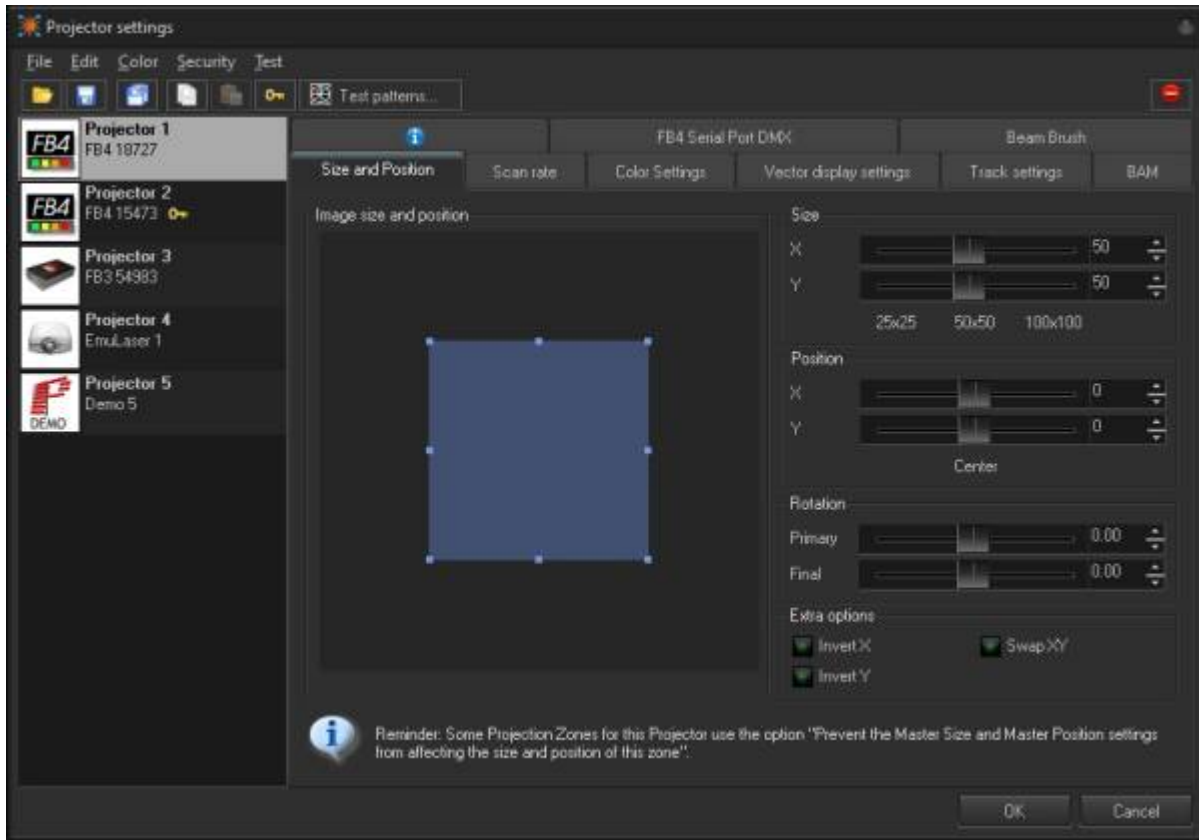 Projector settings
File Edit Color Security Test
Test patterns...
FB4
Projector 1
FB4 18727
FB4
Projector 2
FB4 15473
Projector 3
FB3 54983
Projector 4
EmuLaser 1
DEMO
Projector 5
Demo 5
FB4 Serial Port DMX Beam Brush
Size and Position Scan rate Color Settings Vector display settings Track settings BAM
Image size and position
Size
X 50
Y 50
25x25 50x50 100x100
Position
X 0
Y 0
Center
Rotation
Primary 0.00
Final 0.00
Extra options
Invert X Swap XY
Invert Y
Reminder: Some Projection Zones for this Projector use the option "Prevent the Master Size and Master Position settings
from affecting the size and position of this zone".
OK Cancel